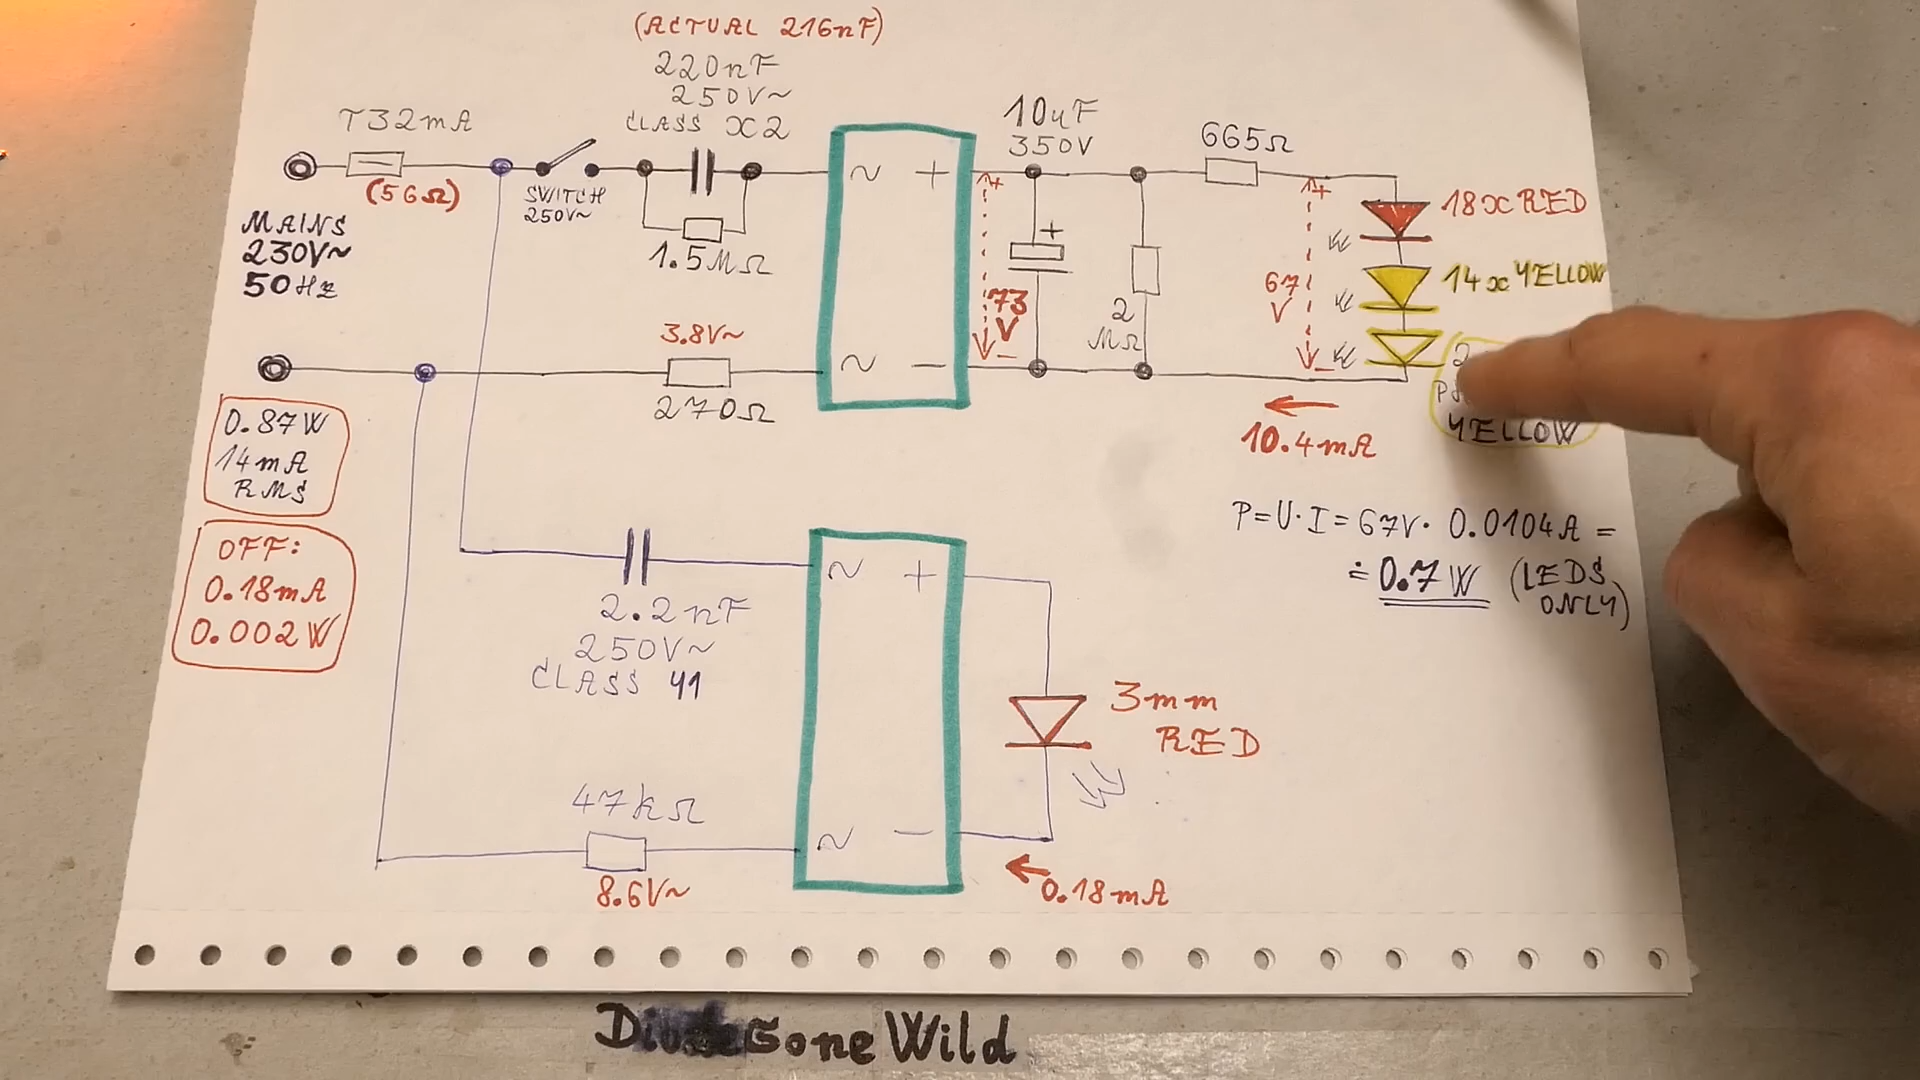 (ACTUAL 216nF)
220nF
250V~
CLASS X2
T32mA
(56Ω)
SWITCH
250V~
1.5MΩ
MAINS
230V~
50Hz
3.8V~
270Ω
~ +
~ −
10uF
350V
+
73
V
+
−
2
MΩ
665Ω
67
V
+
−
18x RED
14x YELLOW
2
YELLOW
10.4mA
0.87W
14mA
RMS
OFF:
0.18mA
0.002W
P=U·I=67V·0.0104A=
≐0.7W (LEDS
ONLY)
2.2nF
250V~
CLASS Y1
47kΩ
8.6V~
~ +
~ −
3mm
RED
0.18mA
DiodeGoneWild